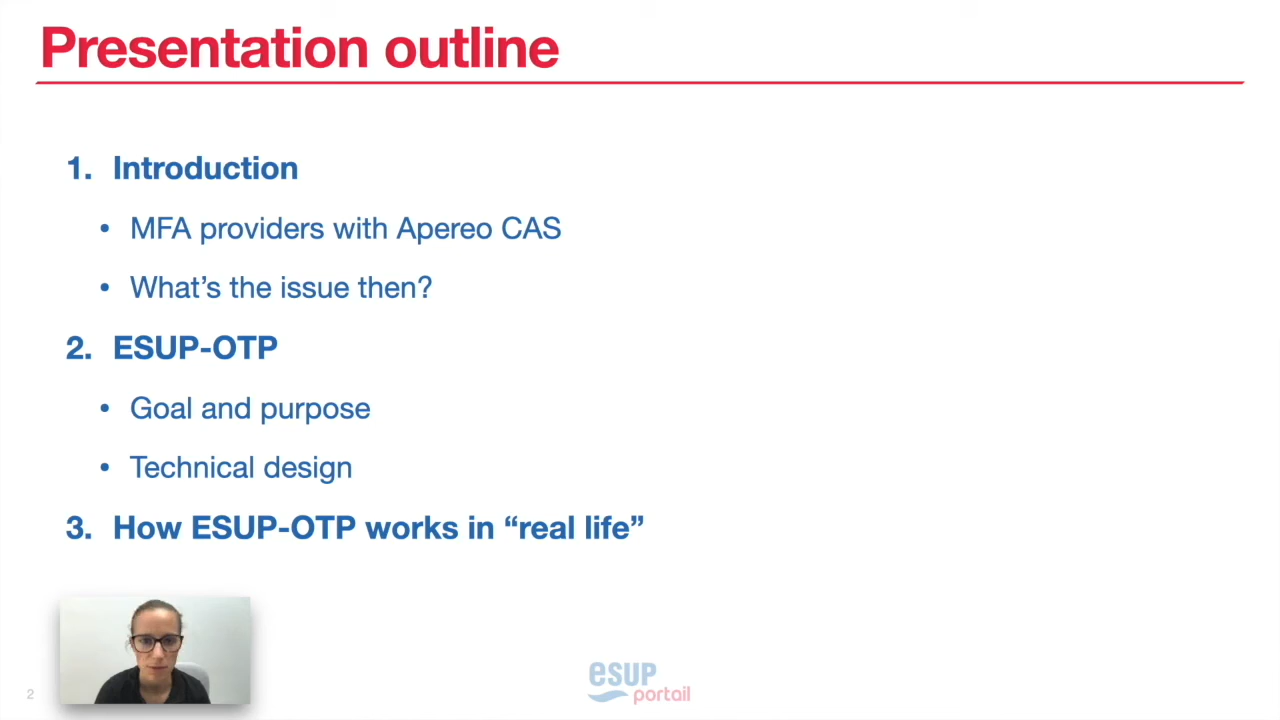 Presentation outline
1. Introduction
• MFA providers with Apereo CAS
• What’s the issue then?
2. ESUP-OTP
• Goal and purpose
• Technical design
3. How ESUP-OTP works in “real life”
2
esup
portail